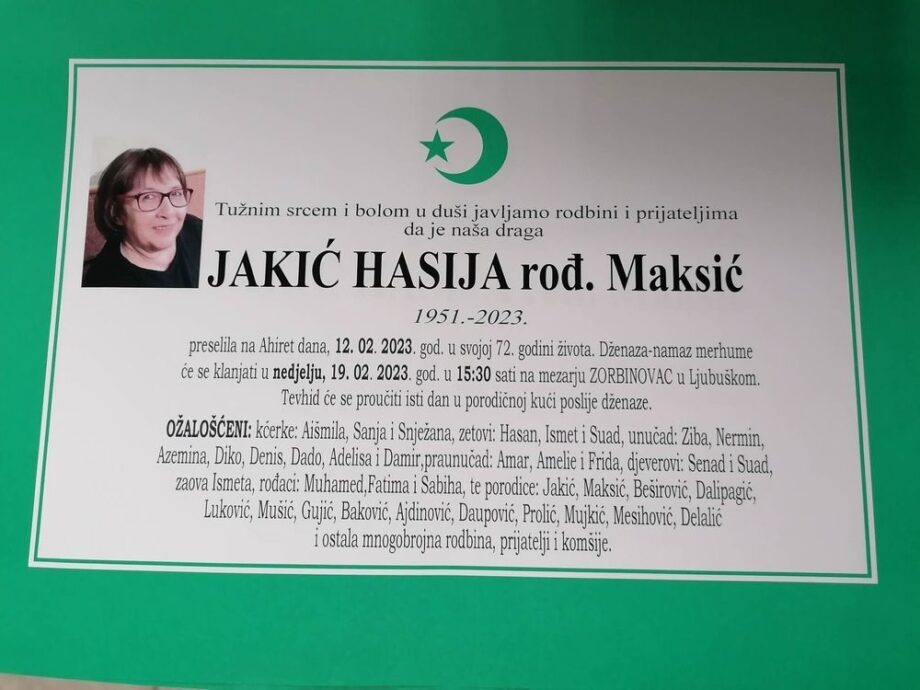 Tužnim srcem i bolom u duši javljamo rodbini i prijateljima
da je naša draga
JAKIĆ HASIJA rođ. Maksić
1951.-2023.
preselila na Ahiret dana, 12. 02. 2023. god. u svojoj 72. godini života. Dženaza-namaz merhume
će se klanjati u nedjelju, 19. 02. 2023. god. u 15:30 sati na mezarju ZORBINOVAC u Ljubuškom.
Tevhid će se proučiti isti dan u porodičnoj kući poslije dženaze.
OŽALOŠĆENI: kćerke: Aišmila, Sanja i Snježana, zetovi: Hasan, Ismet i Suad, unučad: Ziba, Nermin,
Azemina, Diko, Denis, Dado, Adelisa i Damir,praunučad: Amar, Amelie i Frida, djeverovi: Senad i Suad,
zaova Ismeta, rođaci: Muhamed,Fatima i Sabiha, te porodice: Jakić, Maksić, Beširović, Dalipagić,
Luković, Mušić, Gujić, Baković, Ajdinović, Daupović, Prolić, Mujkić, Mesihović, Delalić
i ostala mnogobrojna rodbina, prijatelji i komšije.